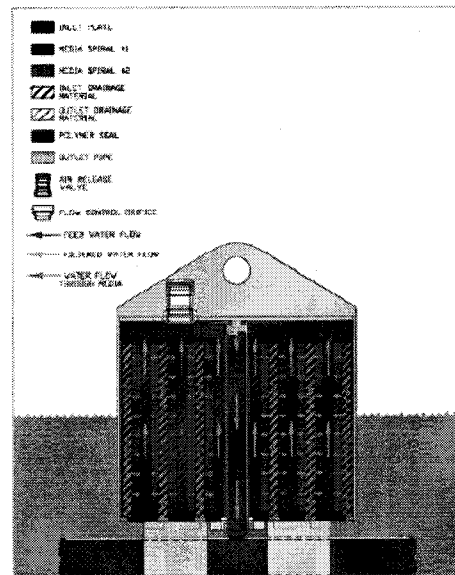 INLET PLATE
MEDIA SPIRAL #1
MEDIA SPIRAL #2
INLET DRAINAGE
MATERIAL
OUTLET DRAINAGE
MATERIAL
POLYMER SEAL
OUTLET PIPE
AIR RELEASE
VALVE
FLOW CONTROL ORIFICE
FEED WATER FLOW
FILTERED WATER FLOW
WATER FLOW
THROUGH MEDIA